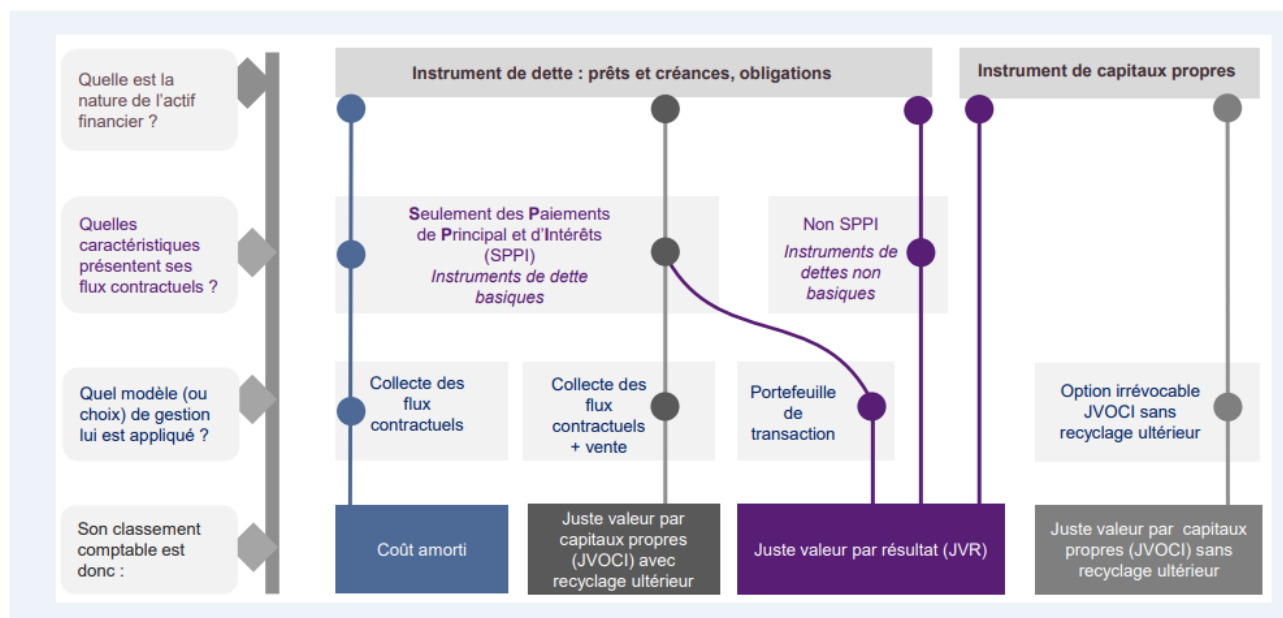 Quelle est la
nature de l'actif
financier ?
Instrument de dette : prêts et créances, obligations
Instrument de capitaux propres
Quelles
caractéristiques
présentent ses
flux contractuels ?
Seulement des Paiements
de Principal et d'Intérêts
(SPPI)
Instruments de dette
basiques
Non SPPI
Instruments de
dettes non
basiques
Quel modèle (ou
choix) de gestion
lui est appliqué ?
Collecte des
flux
contractuels
Collecte des
flux
contractuels
+ vente
Portefeuille
de
transaction
Option irrévocable
JVOCI sans
recyclage ultérieur
Son classement
comptable est
donc :
Coût amorti
Juste valeur par
capitaux propres
(JVOCI) avec
recyclage ultérieur
Juste valeur par résultat (JVR)
Juste valeur par capitaux
propres (JVOCI) sans
recyclage ultérieur